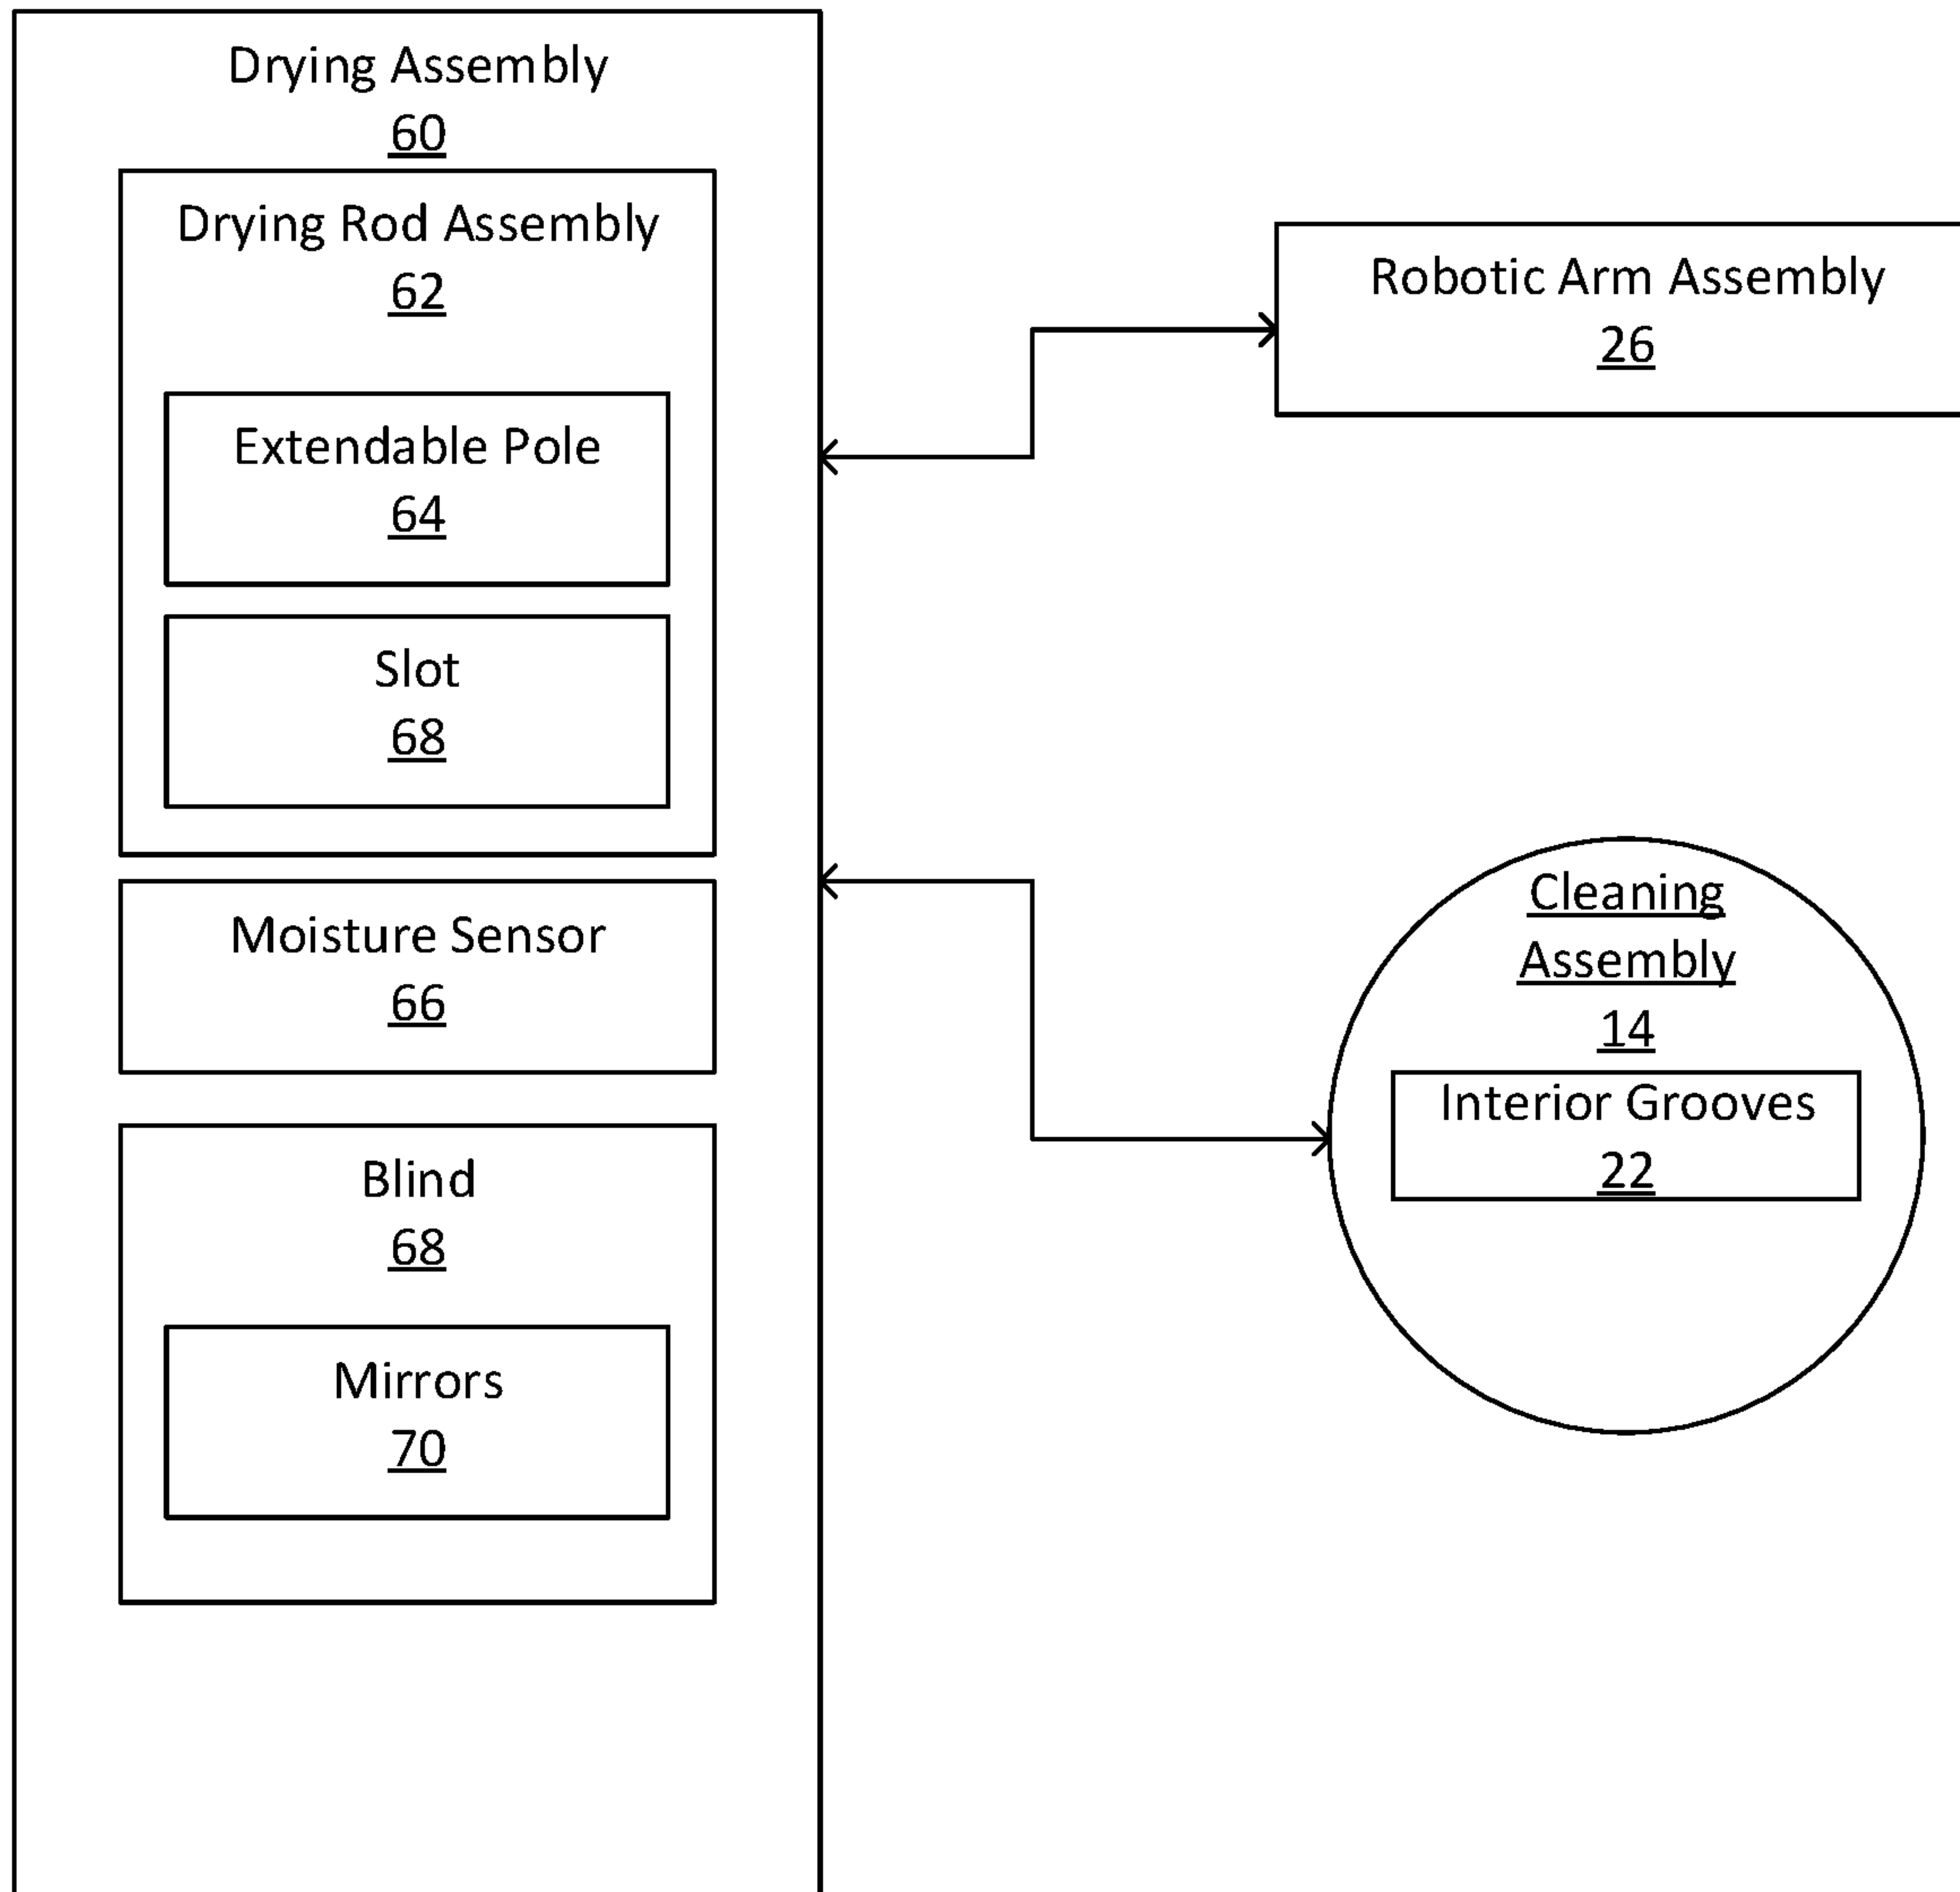 Drying Assembly
60
Drying Rod Assembly
62
Extendable Pole
64
Slot
68
Moisture Sensor
66
Blind
68
Mirrors
70
Robotic Arm Assembly
26
Cleaning
Assembly
14
Interior Grooves
22